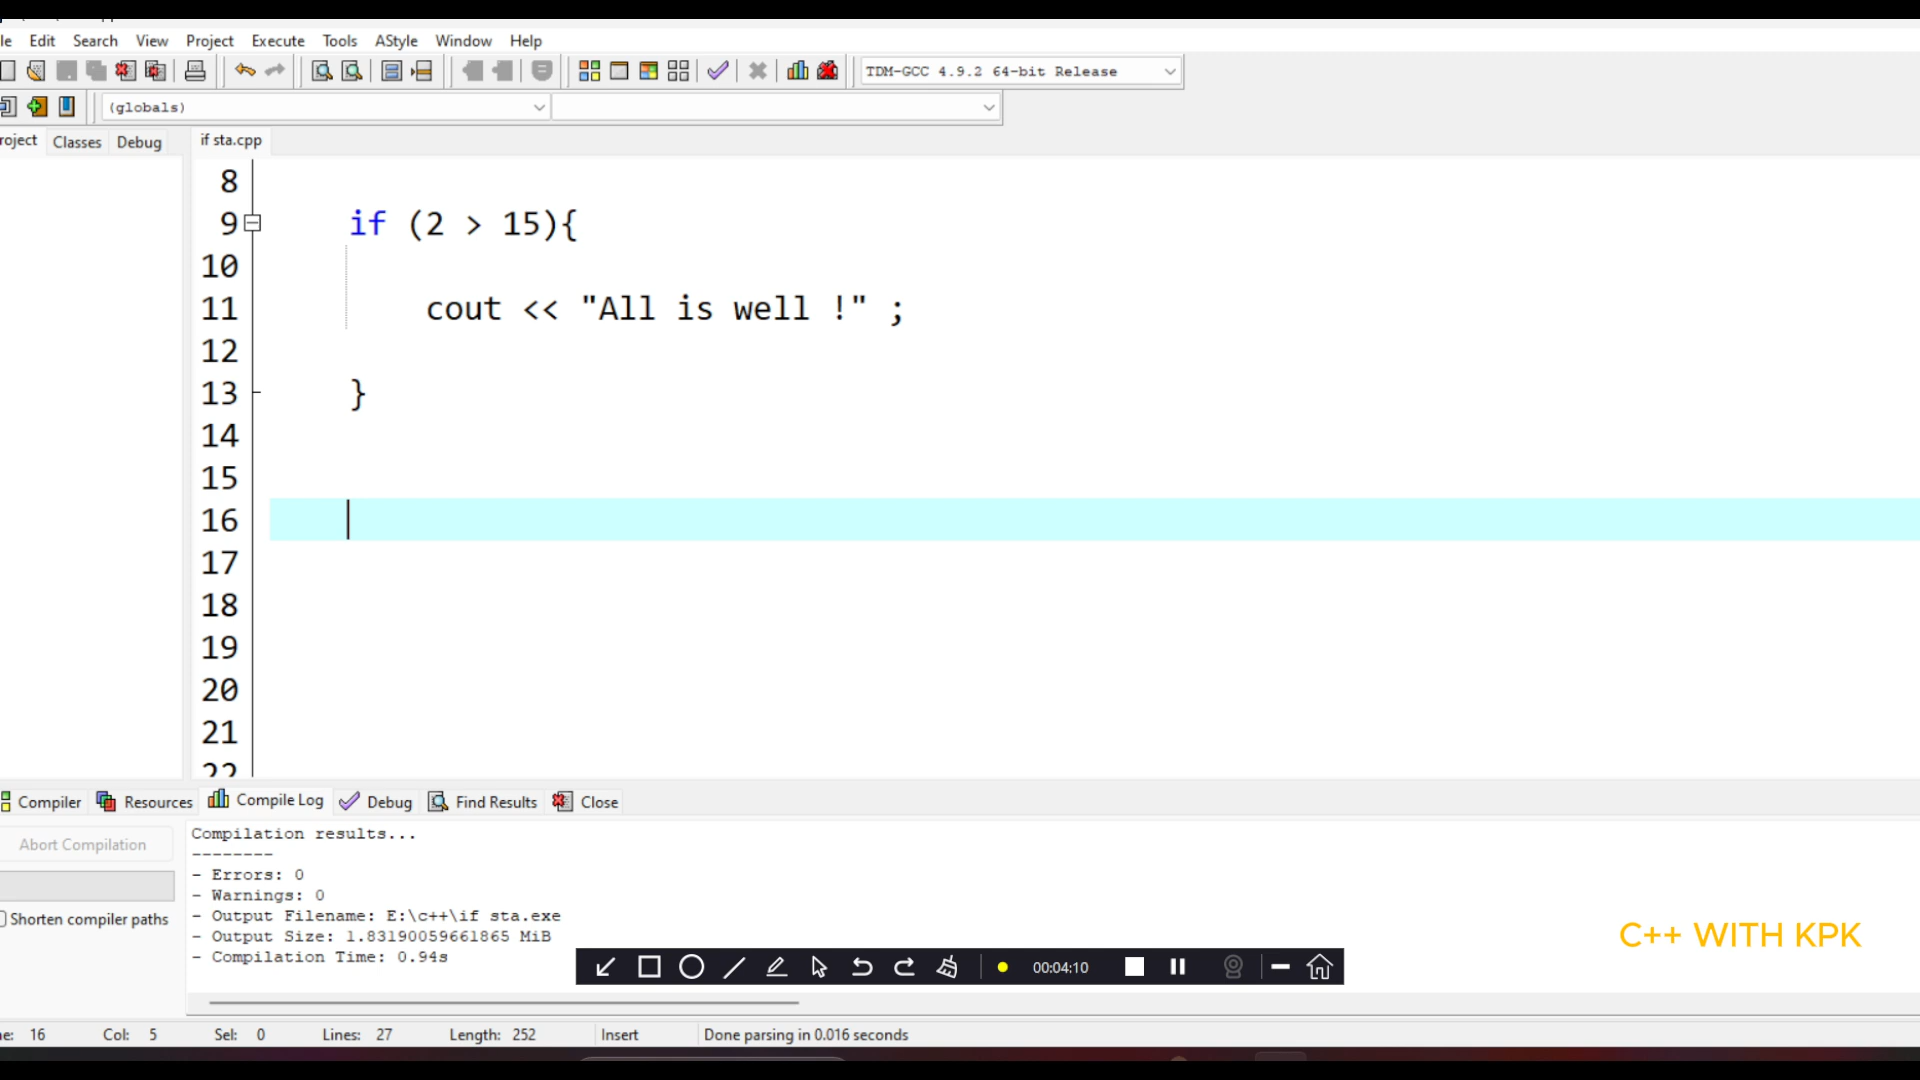 le Edit Search View Project Execute Tools AStyle Window Help
TDM-GCC 4.9.2 64-bit Release
(globals)
roject Classes Debug if sta.cpp
8
9 if (2 > 15){
10
11 cout << "All is well !" ;
12
13 }
14
15
16
17
18
19
20
21
22
Compiler Resources Compile Log Debug Find Results Close
Abort Compilation
Shorten compiler paths
Compilation results...
--------
- Errors: 0
- Warnings: 0
- Output Filename: E:\c++\if sta.exe
- Output Size: 1.83190059661865 MiB
- Compilation Time: 0.94s
C++ WITH KPK
00:04:10
ne: 16 Col: 5 Sel: 0 Lines: 27 Length: 252 Insert Done parsing in 0.016 seconds